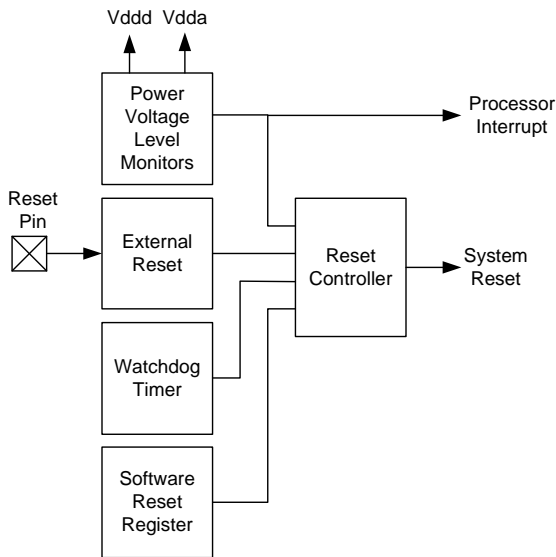 Vddd Vdda
Power
Voltage
Level
Monitors
Processor
Interrupt
Reset
Pin
External
Reset
Reset
Controller
System
Reset
Watchdog
Timer
Software
Reset
Register